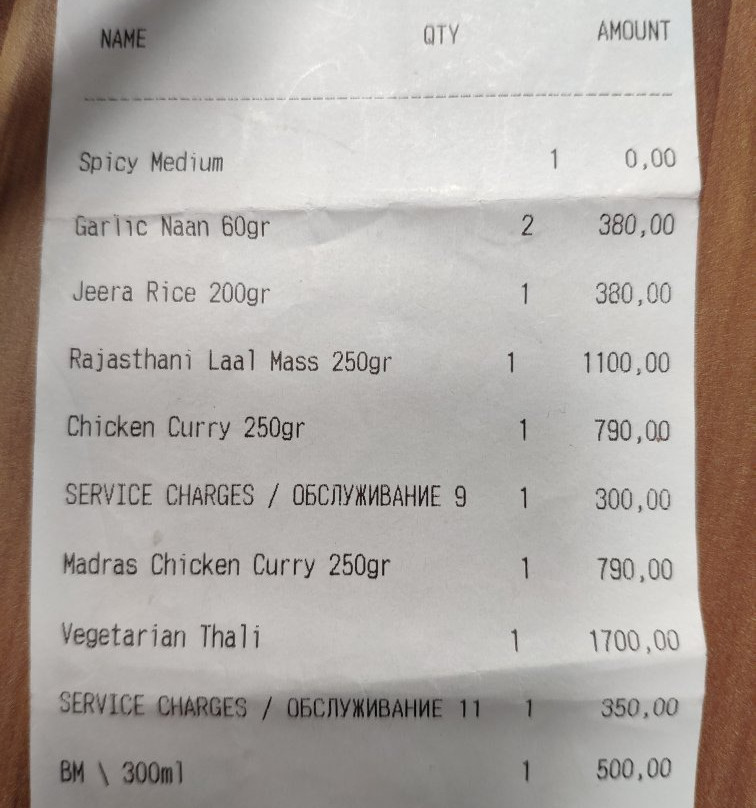 NAME QTY AMOUNT
Spicy Medium 1 0,00
Garlic Naan 60gr 2 380,00
Jeera Rice 200gr 1 380,00
Rajasthani Laal Mass 250gr 1 1100,00
Chicken Curry 250gr 1 790,00
SERVICE CHARGES / ОБСЛУЖИВАНИЕ 9 1 300,00
Madras Chicken Curry 250gr 1 790,00
Vegetarian Thali 1 1700,00
SERVICE CHARGES / ОБСЛУЖИВАНИЕ 11 1 350,00
BM \ 300ml 1 500,00